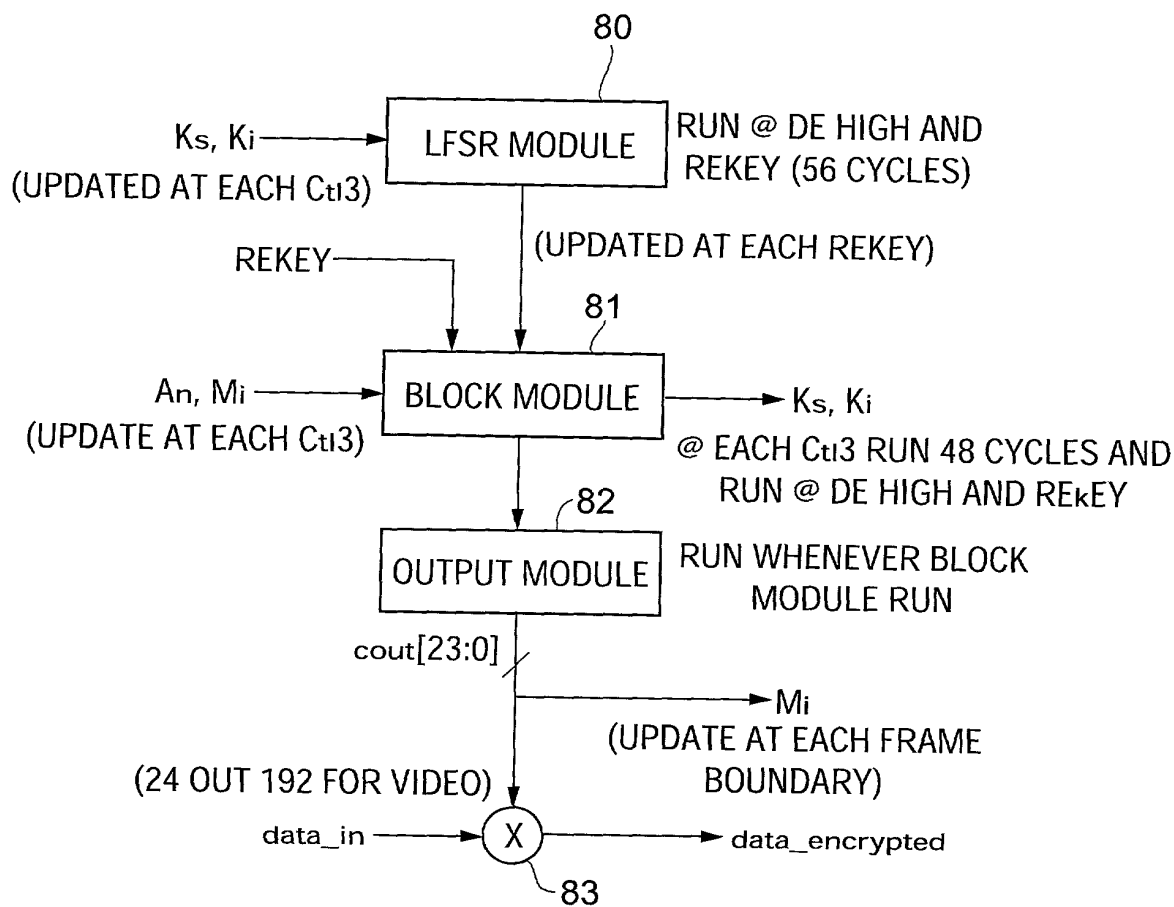 80
Ks, Ki
(UPDATED AT EACH Ctl3)
LFSR MODULE
RUN @ DE HIGH AND
REKEY (56 CYCLES)
(UPDATED AT EACH REKEY)
REKEY
81
An, Mi
(UPDATE AT EACH Ctl3)
BLOCK MODULE
Ks, Ki
@ EACH Ctl3 RUN 48 CYCLES AND
RUN @ DE HIGH AND REkEY
82
OUTPUT MODULE
RUN WHENEVER BLOCK
MODULE RUN
cout[23:0]
Mi
(UPDATE AT EACH FRAME
BOUNDARY)
(24 OUT 192 FOR VIDEO)
data_in
X
data_encrypted
83